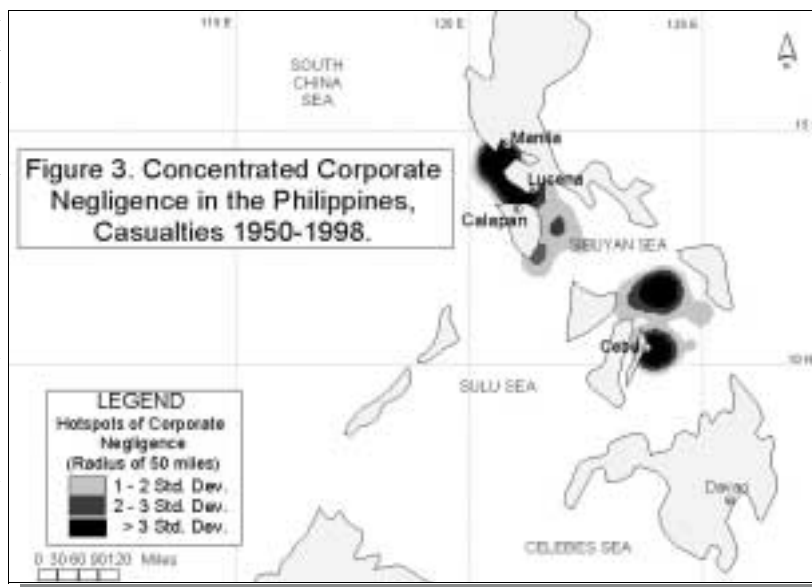 120 E
SOUTH
CHINA
SEA
Manila
Figure 3. Concentrated Corporate
Negligence in the Philippines,
Casualties 1950-1998.
Lucena
Calapan
SIBUYAN SEA
Cebu
10 N
SULU SEA
LEGEND
Hotspots of Corporate
Negligence
(Radius of 50 miles)
1 - 2 Std. Dev.
2 - 3 Std. Dev.
> 3 Std. Dev.
Davao
0 30 60 90 120 Miles
CELEBES SEA